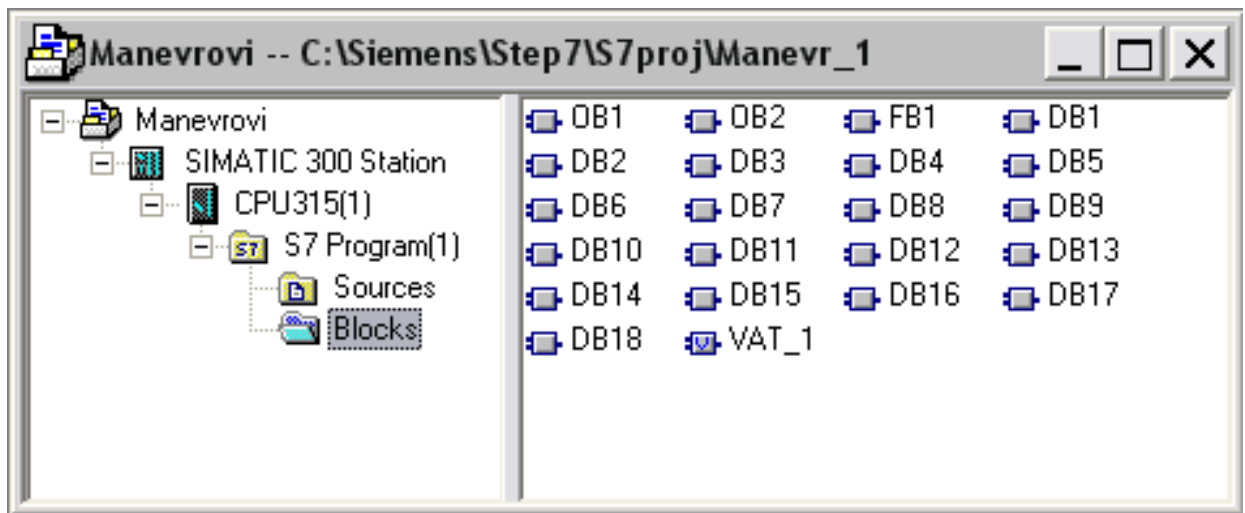 Manevrovi -- C:\Siemens\Step7\S7proj\Manevr_1
Manevrovi
SIMATIC 300 Station
CPU315(1)
S7 Program(1)
Sources
Blocks
OB1 OB2 FB1 DB1
DB2 DB3 DB4 DB5
DB6 DB7 DB8 DB9
DB10 DB11 DB12 DB13
DB14 DB15 DB16 DB17
DB18 VAT_1